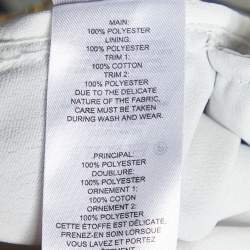 MAIN:
100% POLYESTER
LINING:
100% POLYESTER
TRIM 1:
100% COTTON
TRIM 2:
100% POLYESTER
DUE TO THE DELICATE
NATURE OF THE FABRIC,
CARE MUST BE TAKEN
DURING WASH AND WEAR.
PRINCIPAL:
100% POLYESTER
DOUBLURE:
100% POLYESTER
ORNEMENT 1:
100% COTON
ORNEMENT 2:
100% POLYESTER
CETTE ÉTOFFE EST DÉLICATE,
PRENEZ-EN SOIN LORSQUE
VOUS LAVEZ ET PORTEZ